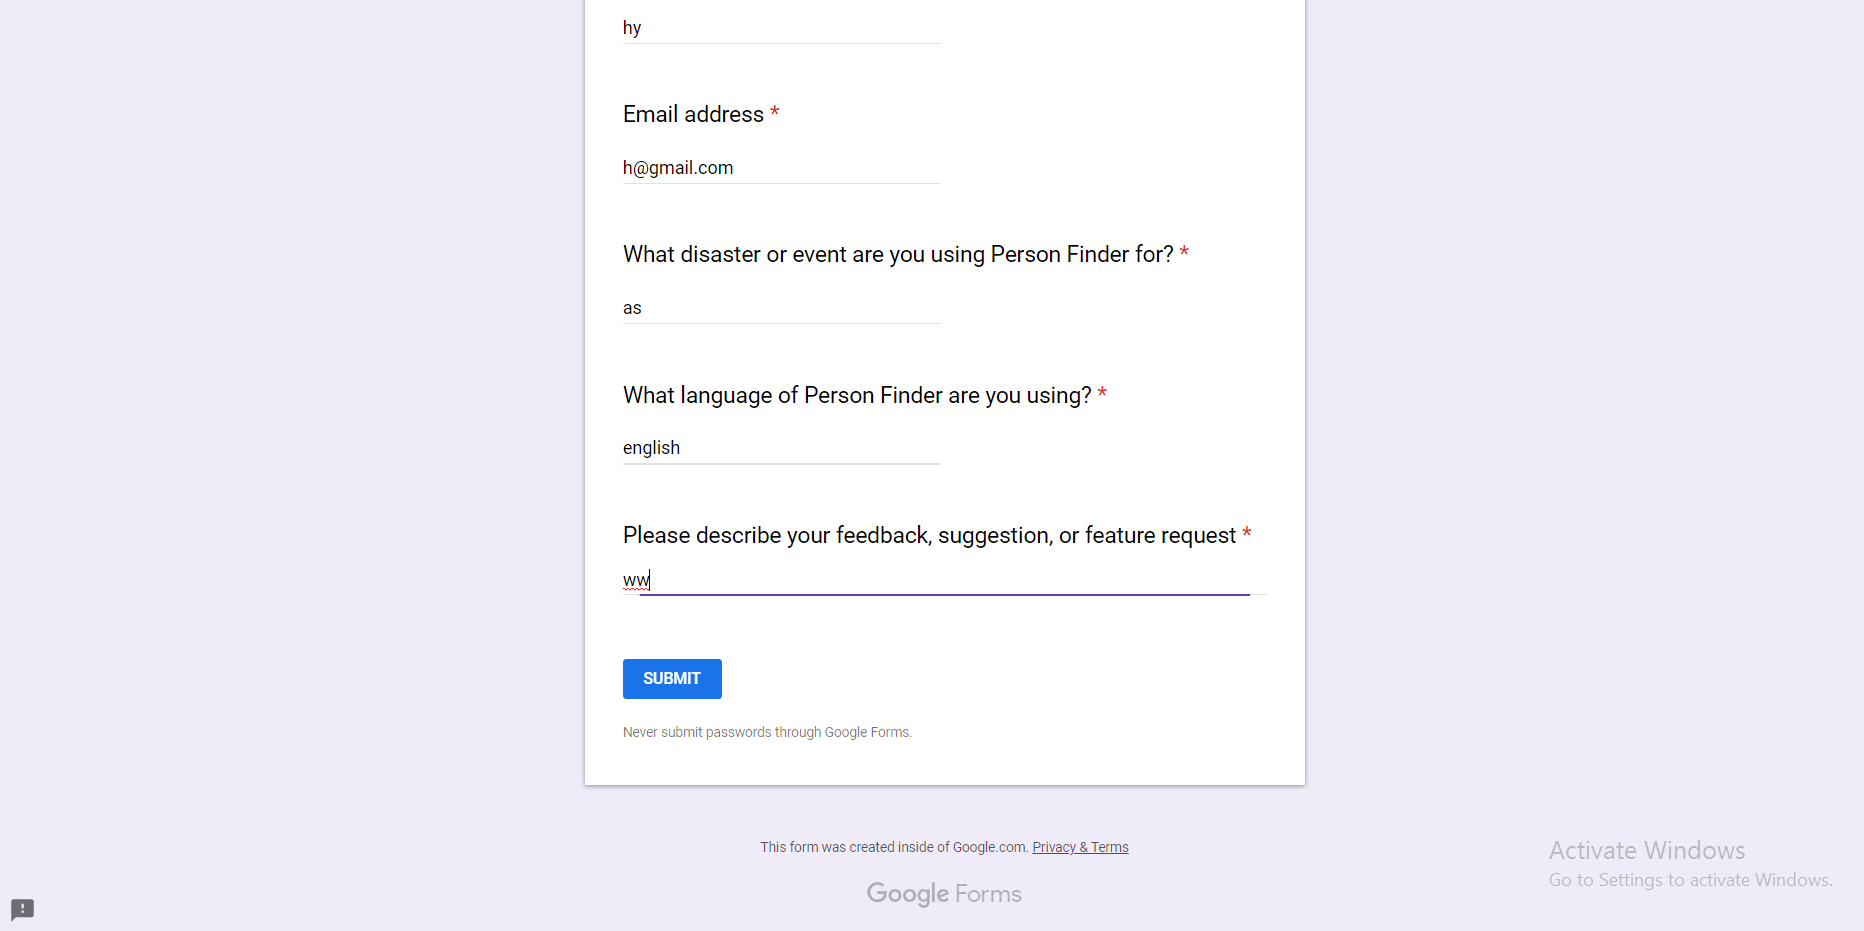 hy
Email address *
h@gmail.com
What disaster or event are you using Person Finder for? *
as
What language of Person Finder are you using? *
english
Please describe your feedback, suggestion, or feature request *
ww
SUBMIT
Never submit passwords through Google Forms.
This form was created inside of Google.com. Privacy & Terms
Google Forms
Activate Windows
Go to Settings to activate Windows.